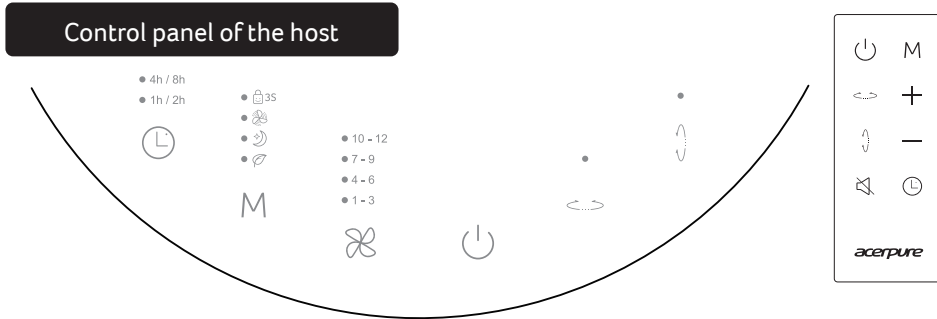 Control panel of the host
4h / 8h
1h / 2h
3S
M
10 - 12
7 - 9
4 - 6
1 - 3
M
acerpure